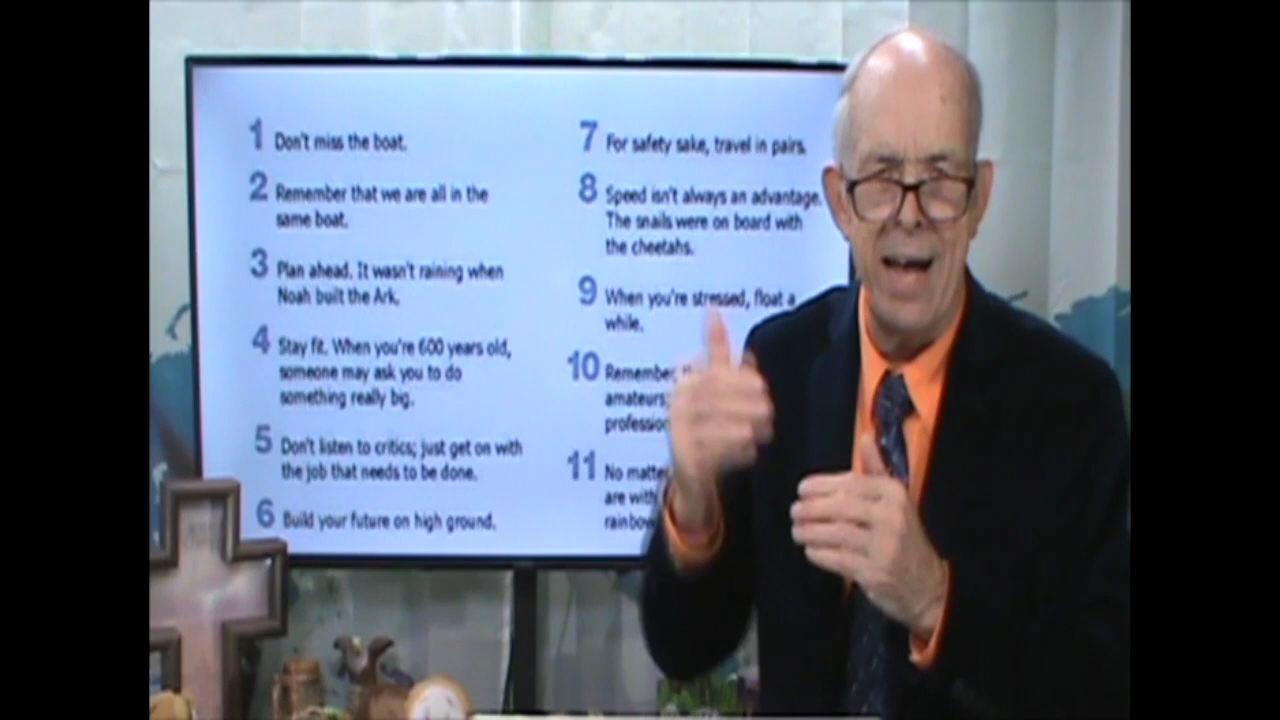 1 Don't miss the boat.
2 Remember that we are all in the
same boat.
3 Plan ahead. It wasn't raining when
Noah built the Ark.
4 Stay fit. When you're 600 years old,
someone may ask you to do
something really big.
5 Don't listen to critics; just get on with
the job that needs to be done.
6 Build your future on high ground.
7 For safety sake, travel in pairs.
8 Speed isn't always an advantage.
The snails were on board with
the cheetahs.
9 When you're stressed, float a
while.
10 Remember
amateurs;
11 No
are with